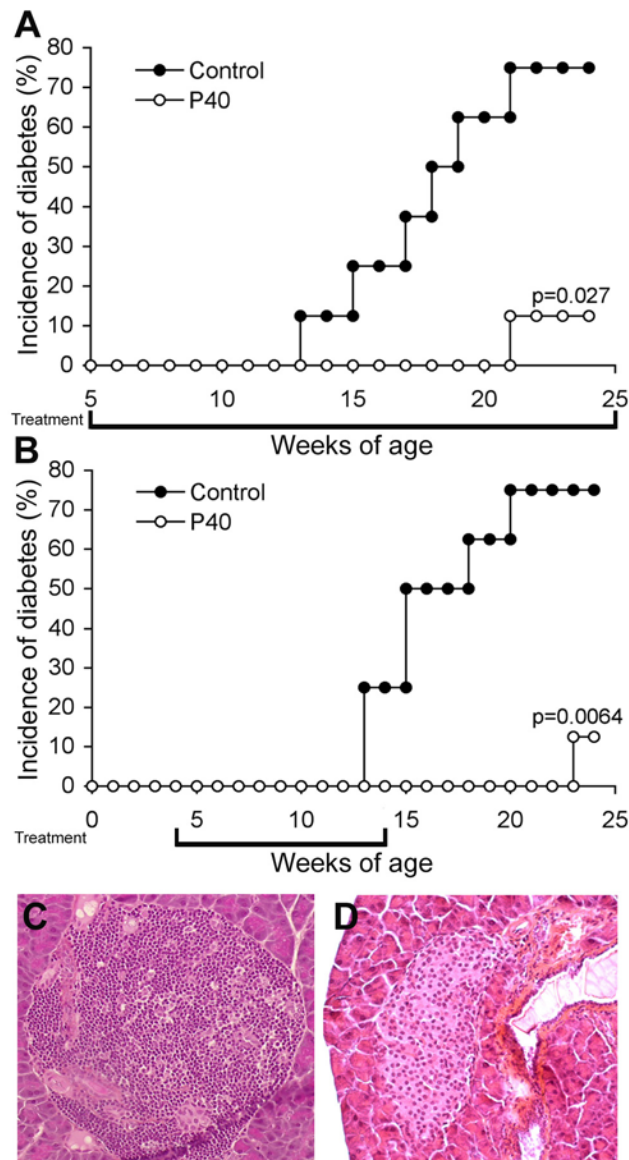 A
80
70
60
50
40
30
20
10
0
Incidence of diabetes (%)
Control
P40
p=0.027
5
10
15
20
25
Treatment
Weeks of age
B
80
70
60
50
40
30
20
10
0
Incidence of diabetes (%)
Control
P40
p=0.0064
0
5
10
15
20
25
Treatment
Weeks of age
C
D